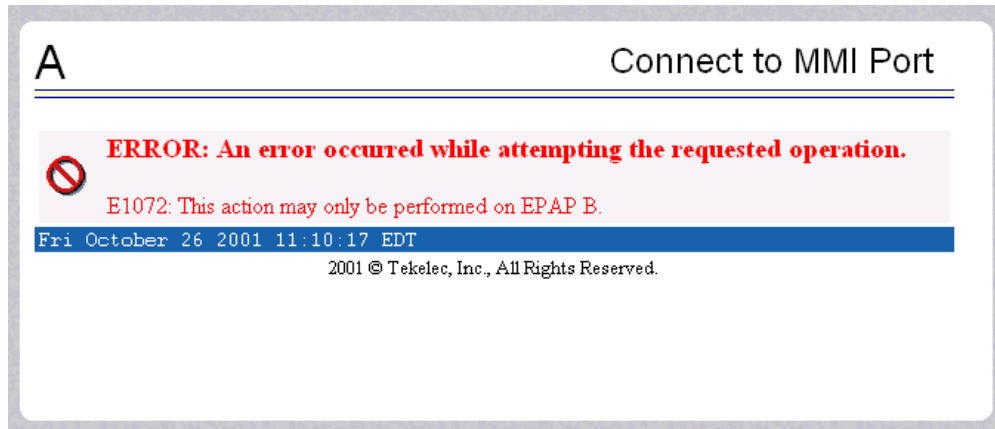 A
Connect to MMI Port
ERROR: An error occurred while attempting the requested operation.
E1072: This action may only be performed on EPAP B.
Fri October 26 2001 11:10:17 EDT
2001 © Tekelec, Inc., All Rights Reserved.